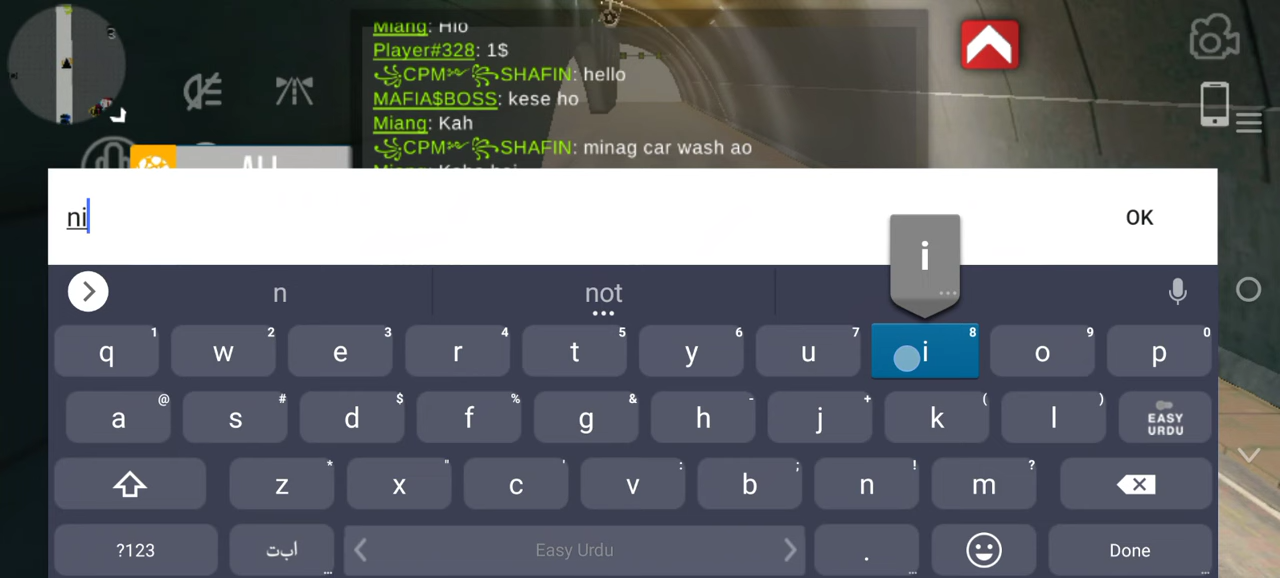 Miang: Hlo
Player#328: 1$
꧁CPM༒꧂SHAFIN: hello
MAFIA$BOSS: kese ho
Miang: Kah
꧁CPM༒꧂SHAFIN: minag car wash ao
3
ALL
ni
OK
i
n not
q 1 w 2 e 3 r 4 t 5 y 6 u 7 i 8 o 9 p 0
a @ s # d $ f % g & h - j + k ( l ) EASY URDU
z * x " c ' v : b ; n ! m ?
?123 ابت Easy Urdu . Done